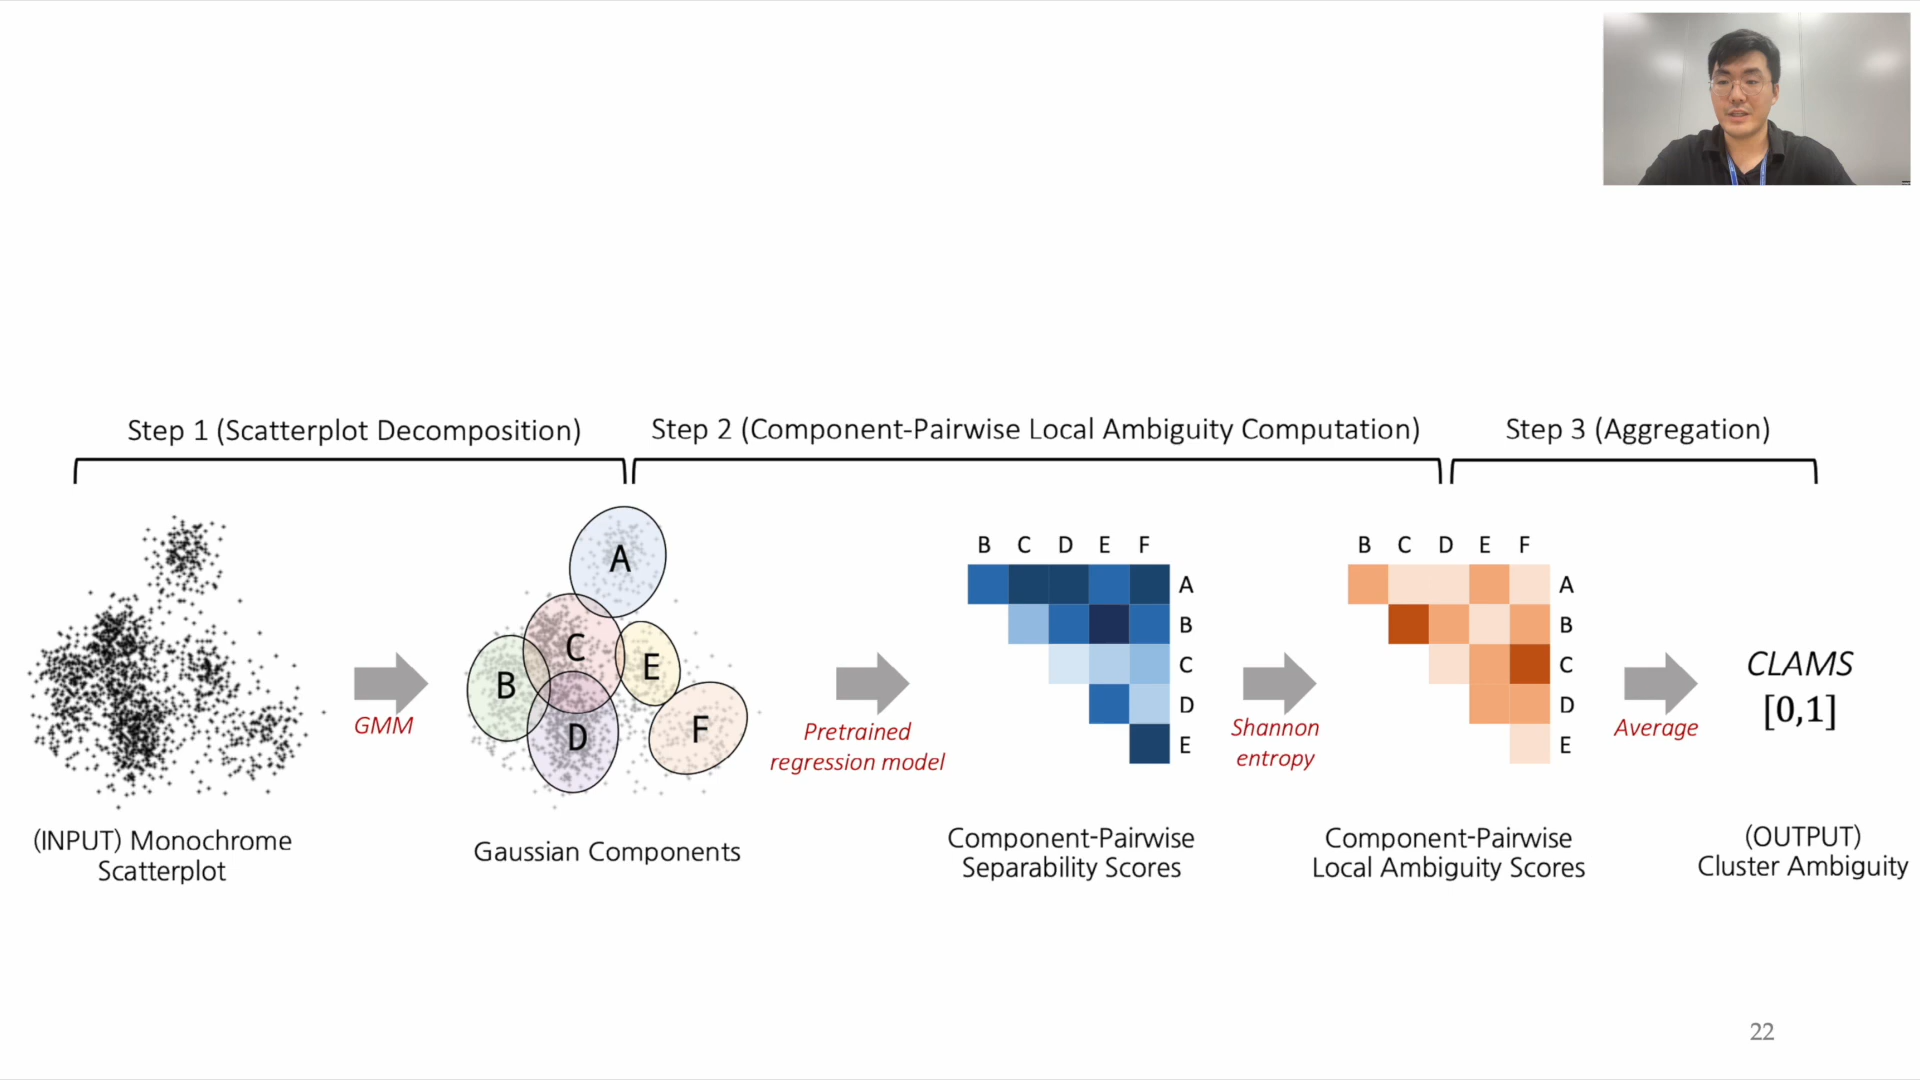 Step 1 (Scatterplot Decomposition)
Step 2 (Component-Pairwise Local Ambiguity Computation)
Step 3 (Aggregation)
A
C
B
E
D
F
GMM
(INPUT) Monochrome
Scatterplot
Gaussian Components
Pretrained
regression model
B C D E F
A
B
C
D
E
Component-Pairwise
Separability Scores
Shannon
entropy
B C D E F
A
B
C
D
E
Component-Pairwise
Local Ambiguity Scores
Average
CLAMS
[0,1]
(OUTPUT)
Cluster Ambiguity
22